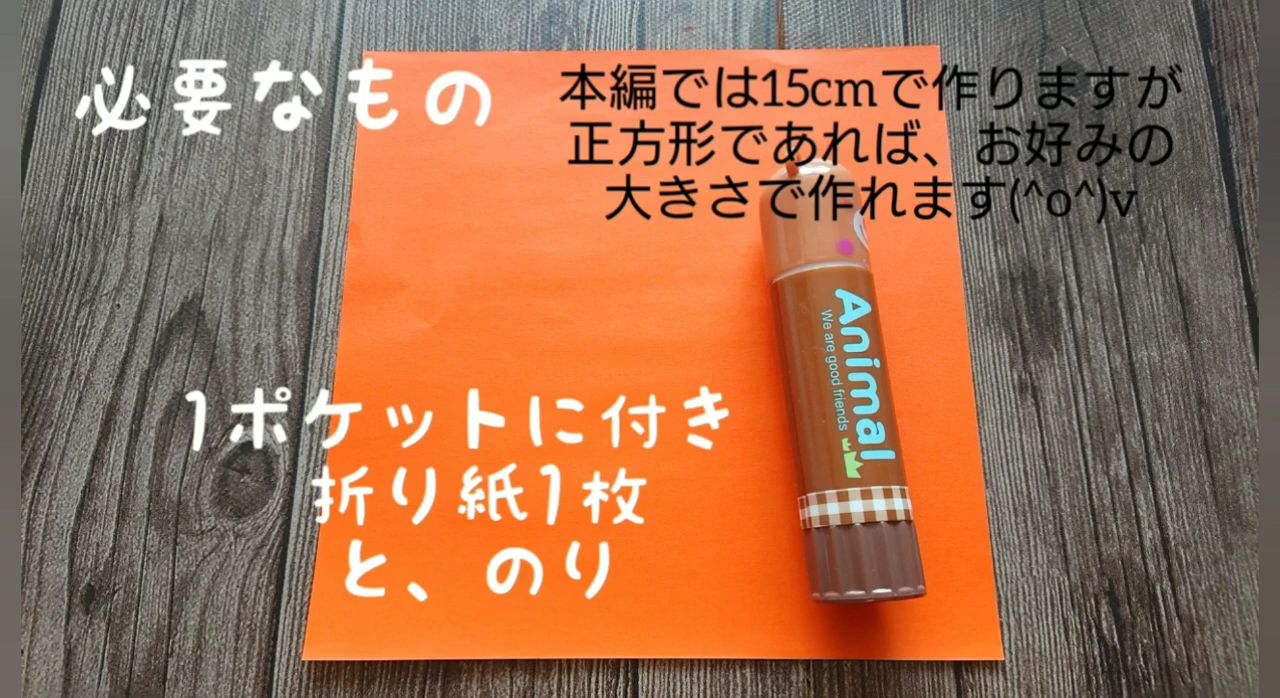 必要なもの
本編では15cmで作りますが
正方形であれば、お好みの
大きさで作れます(^o^)v
Animal
We are good friends
1ポケットに付き
折り紙1枚
と、のり